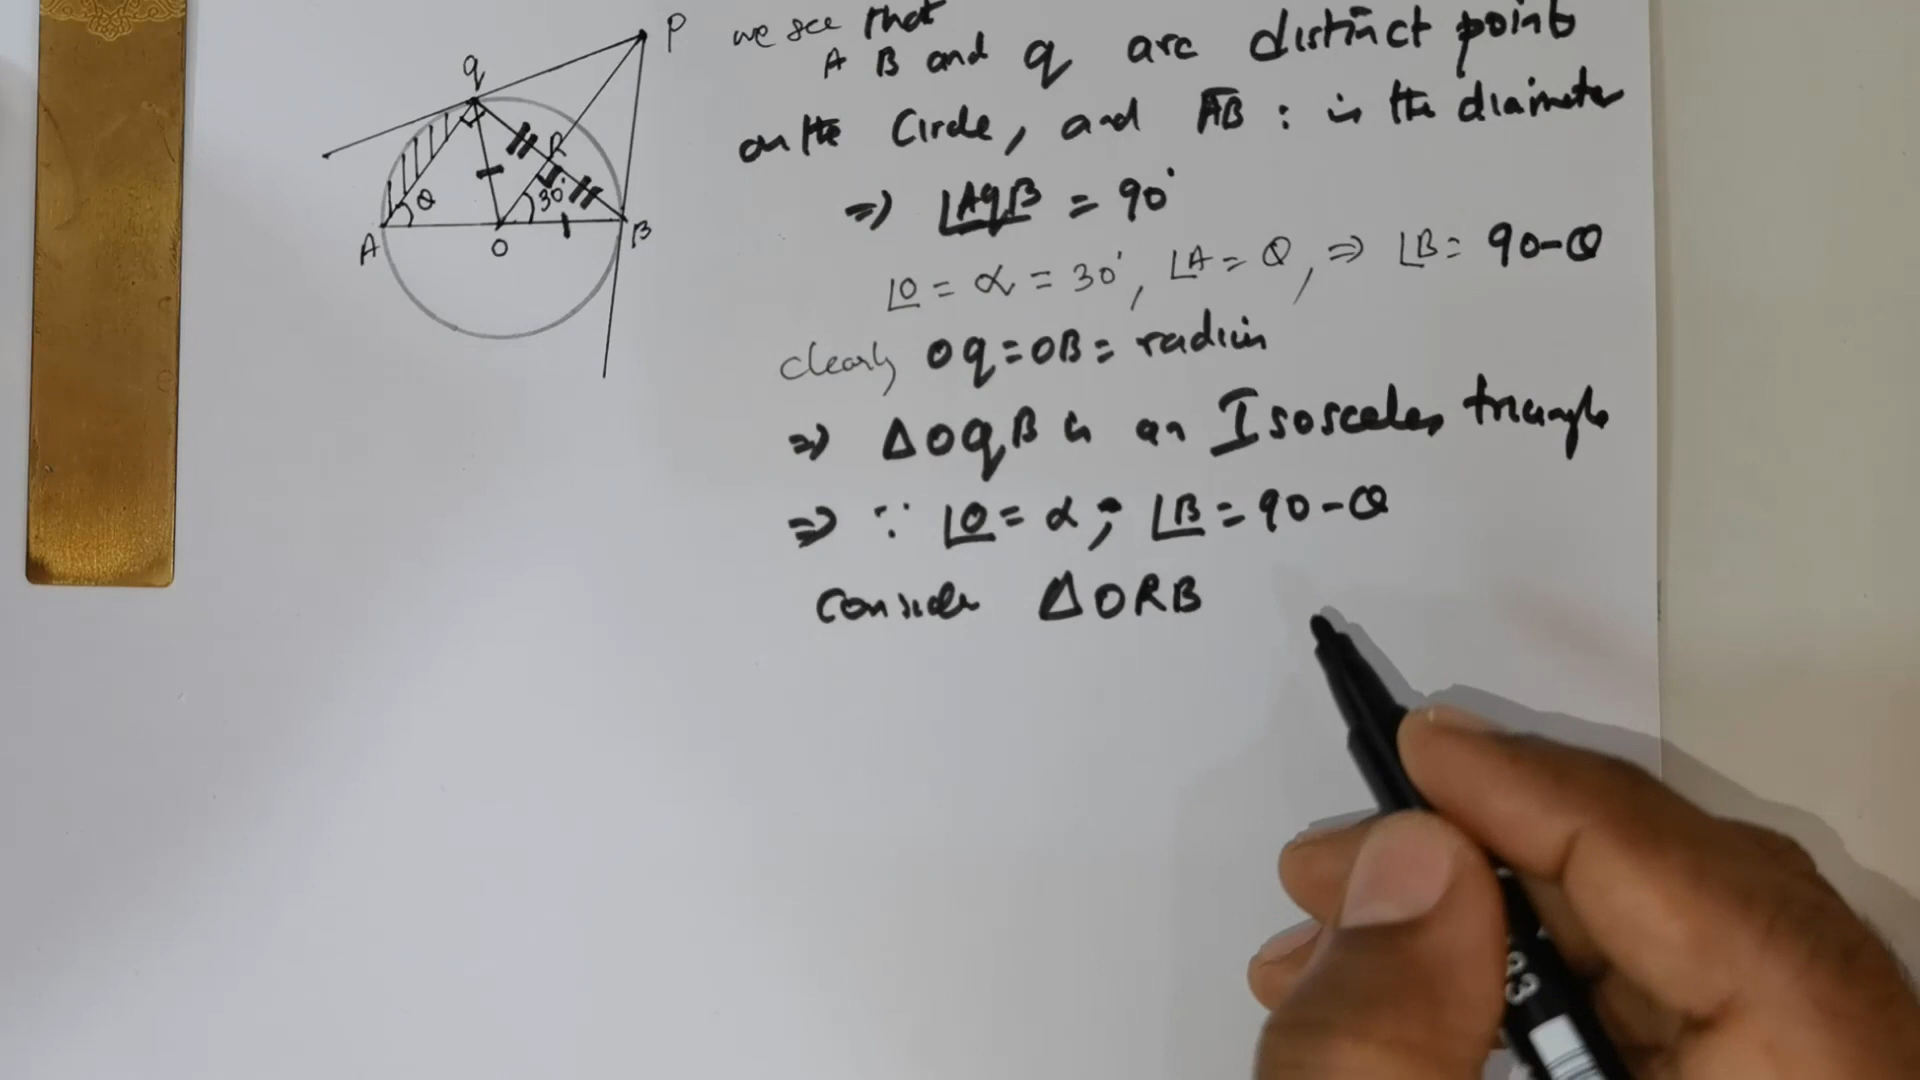 P
q
R
θ
30°
A
O
B
we see that
A B and q are distinct points
on the Circle, and AB : is the diameter
=> ∠AqB = 90°
∠O = α = 30°, ∠A = θ, => ∠B = 90-θ
clearly Oq = OB = radius
=> ΔOqB is an Isosceles triangle
=> ∵ ∠O = α ; ∠B = 90-θ
Consider ΔORB